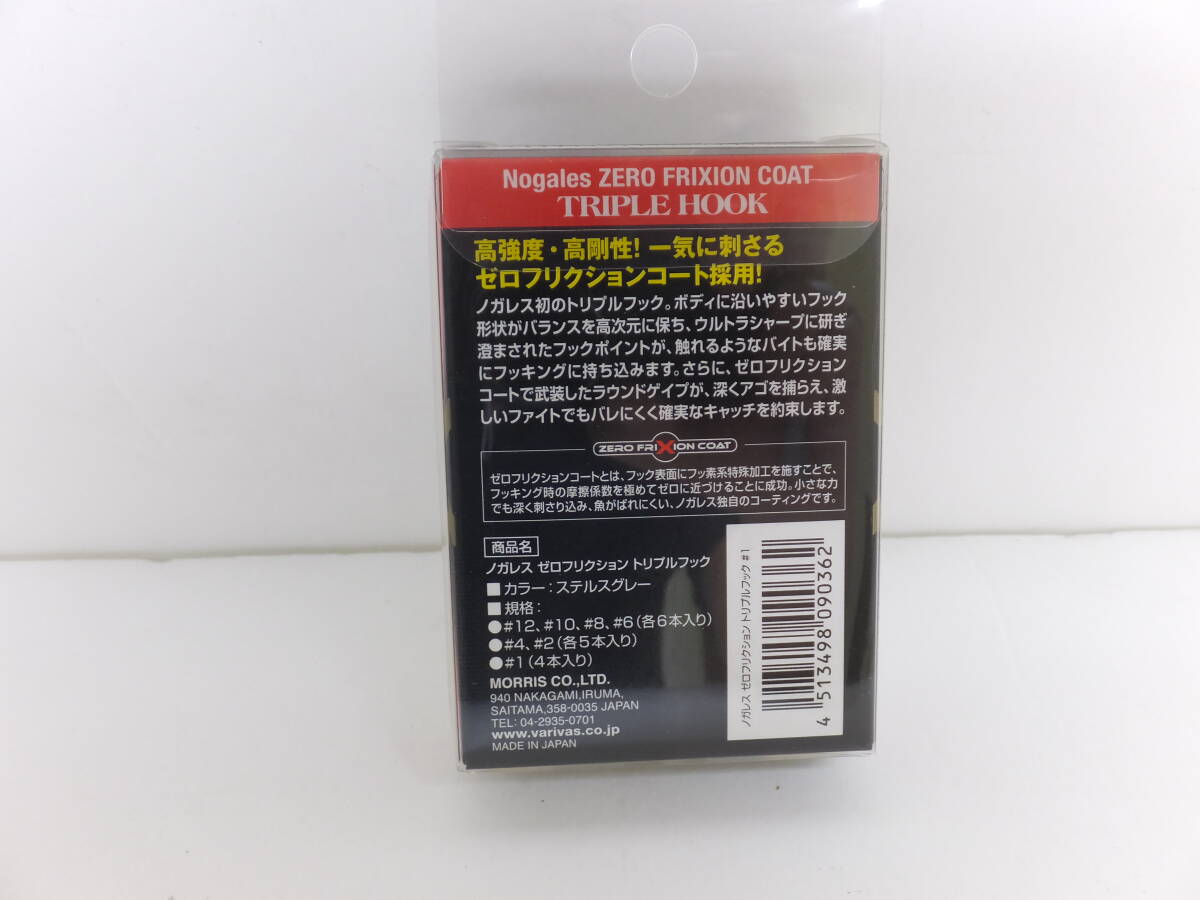 Nogales ZERO FRIXION COAT
TRIPLE HOOK
高強度・高剛性！一気に刺さる
ゼロフリクションコート採用！
ノガレス初のトリプルフック。ボディに沿いやすいフック
形状がバランスを高次元に保ち、ウルトラシャープに研ぎ
澄まされたフックポイントが、触れるようなバイトも確実
にフッキングに持ち込みます。さらに、ゼロフリクション
コートで武装したラウンドゲイプが、深くアゴを捕らえ、激
しいファイトでもバレにくく確実なキャッチを約束します。
ZERO FRIXION COAT
ゼロフリクションコートとは、フック表面にフッ素系特殊加工を施すことで、
フッキング時の摩擦係数を極めてゼロに近づけることに成功。小さな力
でも深く刺さり込み、魚がばれにくい、ノガレス独自のコーティングです。
商品名
ノガレス ゼロフリクション トリプルフック
■カラー：ステルスグレー
■規格：
●#12、#10、#8、#6（各6本入り）
●#4、#2（各5本入り）
●#1（4本入り）
MORRIS CO.,LTD.
940 NAKAGAMI,IRUMA,
SAITAMA,358-0035 JAPAN
TEL: 04-2935-0701
www.varivas.co.jp
MADE IN JAPAN
ノガレス ゼロフリクション トリプルフック #1
4 513498 090362